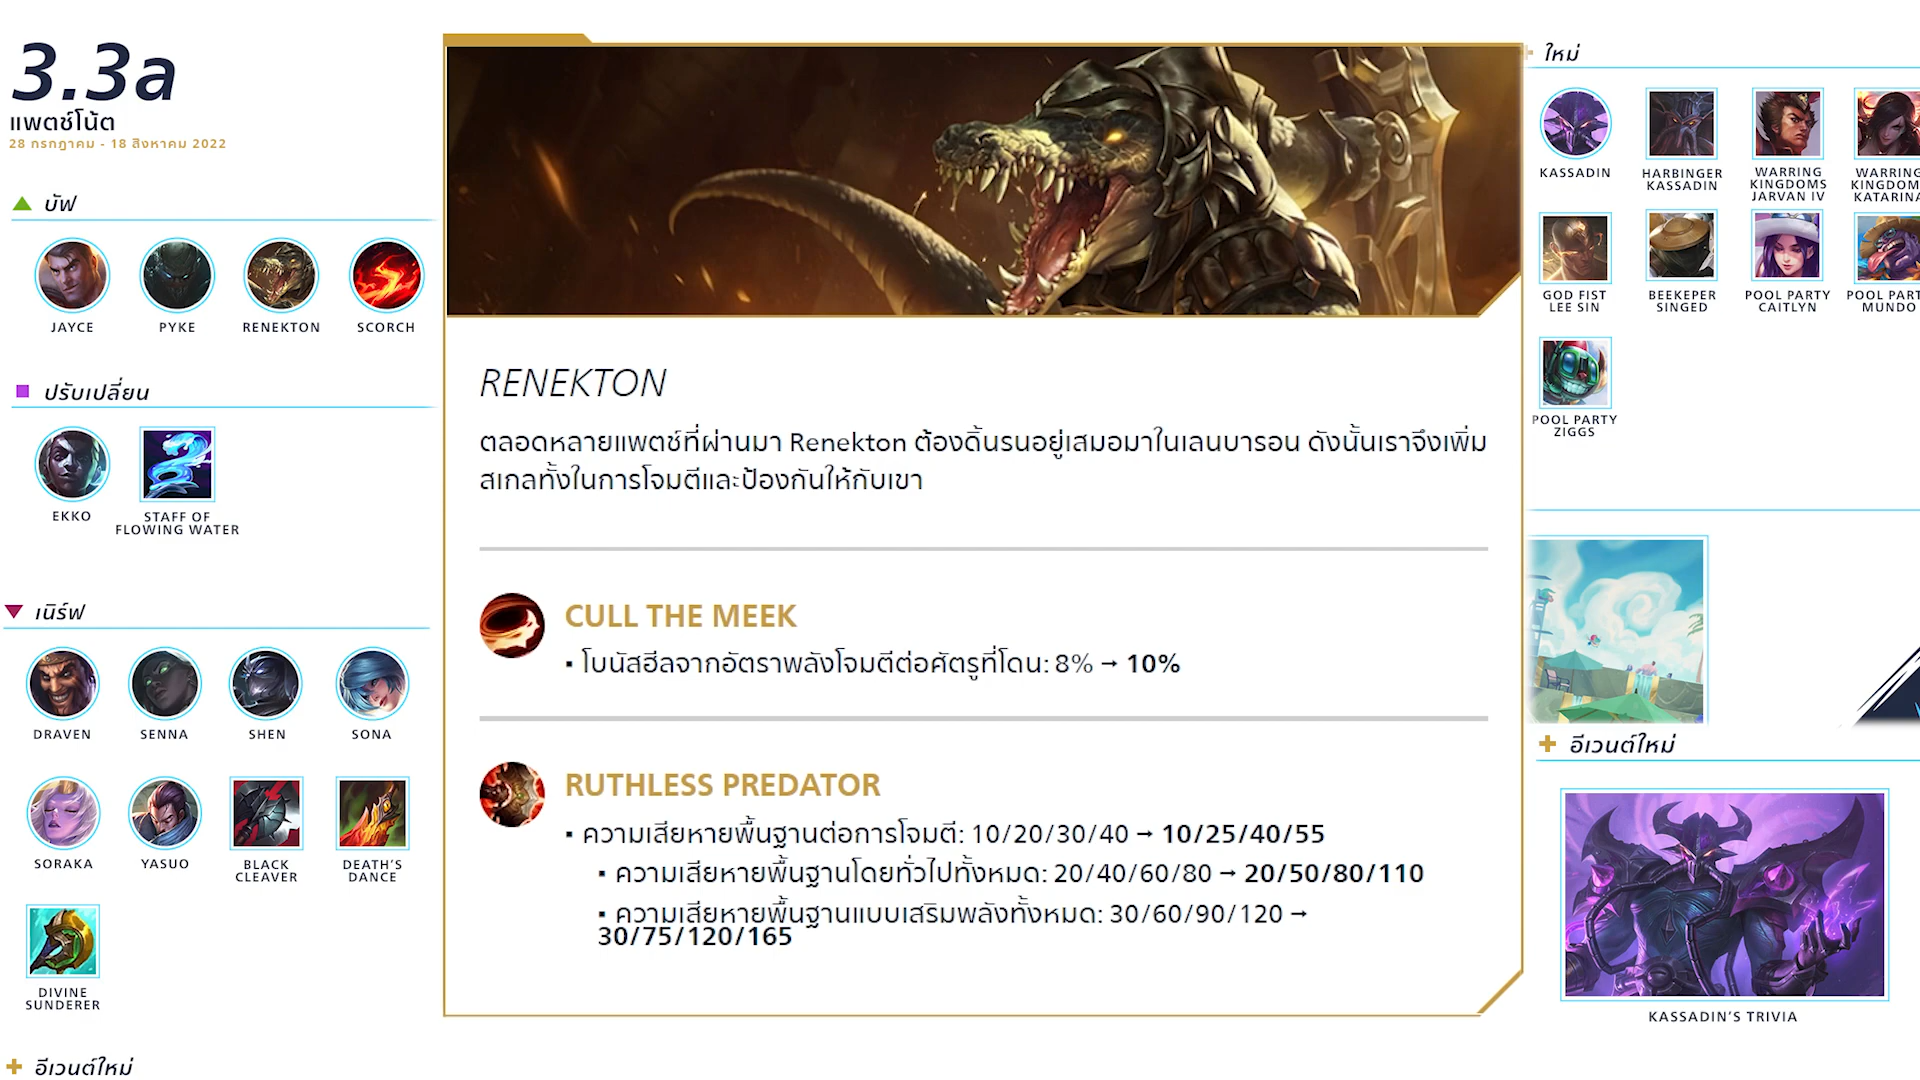 3.3a
แพตช์โน้ต
28 กรกฎาคม - 18 สิงหาคม 2022
บัฟ
JAYCE
PYKE
RENEKTON
SCORCH
ปรับเปลี่ยน
EKKO
STAFF OF
FLOWING WATER
เนิร์ฟ
DRAVEN
SENNA
SHEN
SONA
SORAKA
YASUO
BLACK
CLEAVER
DEATH'S
DANCE
DIVINE
SUNDERER
อีเวนต์ใหม่
RENEKTON
ตลอดหลายแพตช์ที่ผ่านมา Renekton ต้องดิ้นรนอยู่เสมอมาในเลนบารอน ดังนั้นเราจึงเพิ่ม
สเกลทั้งในการโจมตีและป้องกันให้กับเขา
CULL THE MEEK
▪ โบนัสฮีลจากอัตราพลังโจมตีต่อศัตรูที่โดน: 8% → 10%
RUTHLESS PREDATOR
▪ ความเสียหายพื้นฐานต่อการโจมตี: 10/20/30/40 → 10/25/40/55
▪ ความเสียหายพื้นฐานโดยทั่วไปทั้งหมด: 20/40/60/80 → 20/50/80/110
▪ ความเสียหายพื้นฐานแบบเสริมพลังทั้งหมด: 30/60/90/120 →
30/75/120/165
ใหม่
KASSADIN
HARBINGER
KASSADIN
WARRING
KINGDOMS
JARVAN IV
WARRING
KINGDOM
KATARINA
GOD FIST
LEE SIN
BEEKEPER
SINGED
POOL PARTY
CAITLYN
POOL PART
MUNDO
POOL PARTY
ZIGGS
อีเวนต์ใหม่
KASSADIN'S TRIVIA